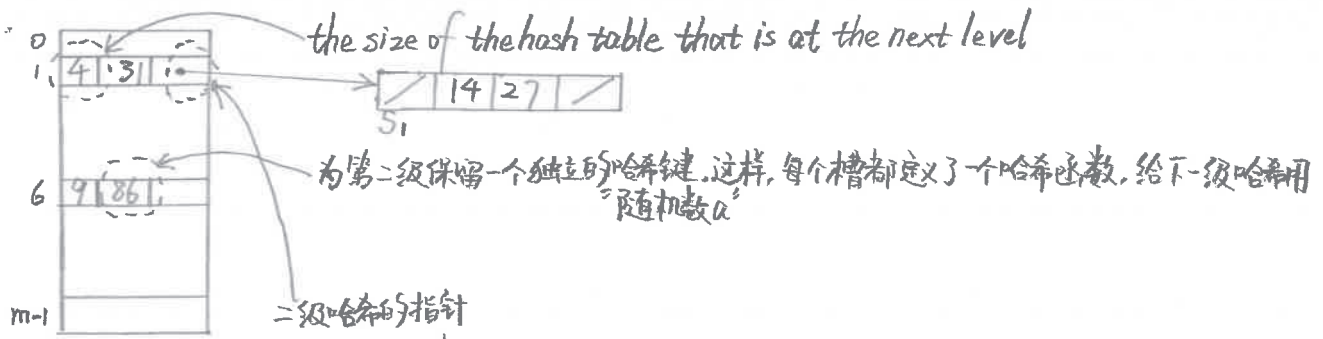 0 the size of the hash table that is at the next level
1 4 31 14 27
S₁
为第二级保留一个独立的哈希键.这样,每个槽都定义了一个哈希函数,给下一级哈希用
6 9 86 "随机数a"
m-1 二级哈希的指针